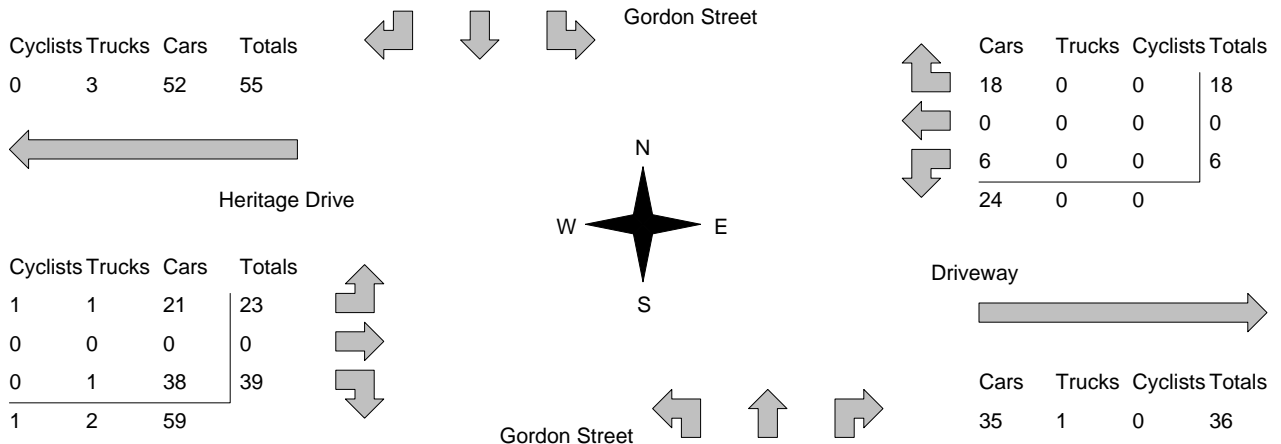 Gordon Street
Cyclists Trucks Cars Totals
0 3 52 55
Heritage Drive
Cyclists Trucks Cars Totals
1 1 21 23
0 0 0 0
0 1 38 39
1 2 59
N
W E
S
Gordon Street
Cars Trucks Cyclists Totals
18 0 0 18
0 0 0 0
6 0 0 6
24 0 0
Driveway
Cars Trucks Cyclists Totals
35 1 0 36